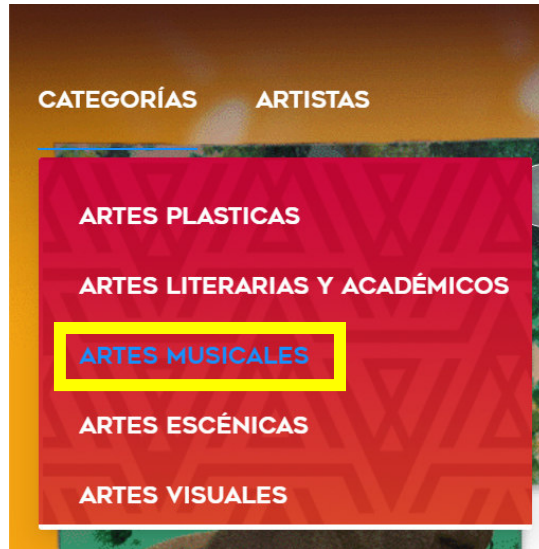 CATEGORÍAS ARTISTAS
ARTES PLASTICAS
ARTES LITERARIAS Y ACADÉMICOS
ARTES MUSICALES
ARTES ESCÉNICAS
ARTES VISUALES